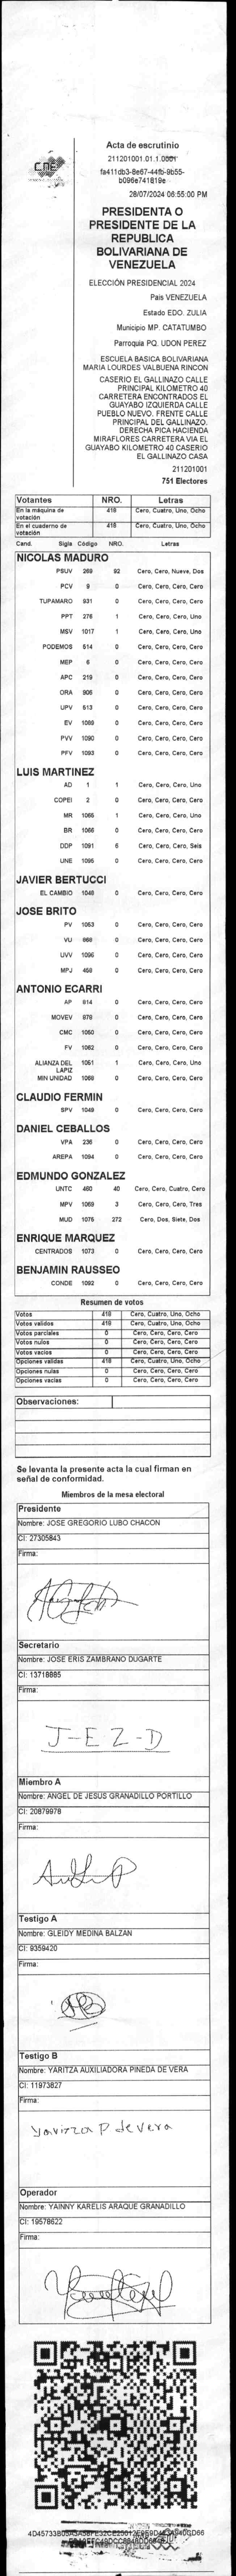 CNE
Acta de escrutinio
211201001.01.1.0001
fa411db3-8e67-44fb-9b55-
b096e741819e
28/07/2024 06:55:00 PM
PRESIDENTA O
PRESIDENTE DE LA
REPUBLICA
BOLIVARIANA DE
VENEZUELA
ELECCIÓN PRESIDENCIAL 2024
Pais VENEZUELA
Estado EDO. ZULIA
Municipio MP. CATATUMBO
Parroquia PQ. UDON PEREZ
ESCUELA BASICA BOLIVARIANA
MARIA LOURDES VALBUENA RINCON
CASERIO EL GALLINAZO CALLE
PRINCIPAL KILOMETRO 40
CARRETERA ENCONTRADOS EL
GUAYABO IZQUIERDA CALLE
PUEBLO NUEVO. FRENTE CALLE
PRINCIPAL DEL GALLINAZO.
DERECHA PICA HACIENDA
MIRAFLORES CARRETERA VIA EL
GUAYABO KILOMETRO 40 CASERIO
EL GALLINAZO CASA
211201001
751 Electores
Votantes NRO. Letras
En la máquina de votación 418 Cero, Cuatro, Uno, Ocho
En el cuaderno de votación 418 Cero, Cuatro, Uno, Ocho
Cand. Sigla Código NRO. Letras
NICOLAS MADURO
PSUV 269 92 Cero, Cero, Nueve, Dos
PCV 9 0 Cero, Cero, Cero, Cero
TUPAMARO 931 0 Cero, Cero, Cero, Cero
PPT 276 1 Cero, Cero, Cero, Uno
MSV 1017 1 Cero, Cero, Cero, Uno
PODEMOS 514 0 Cero, Cero, Cero, Cero
MEP 6 0 Cero, Cero, Cero, Cero
APC 219 0 Cero, Cero, Cero, Cero
ORA 906 0 Cero, Cero, Cero, Cero
UPV 513 0 Cero, Cero, Cero, Cero
EV 1089 0 Cero, Cero, Cero, Cero
PVV 1090 0 Cero, Cero, Cero, Cero
PFV 1093 0 Cero, Cero, Cero, Cero
LUIS MARTINEZ
AD 1 1 Cero, Cero, Cero, Uno
COPEI 2 0 Cero, Cero, Cero, Cero
MR 1065 1 Cero, Cero, Cero, Uno
BR 1066 0 Cero, Cero, Cero, Cero
DDP 1091 6 Cero, Cero, Cero, Seis
UNE 1095 0 Cero, Cero, Cero, Cero
JAVIER BERTUCCI
EL CAMBIO 1046 0 Cero, Cero, Cero, Cero
JOSE BRITO
PV 1053 0 Cero, Cero, Cero, Cero
VU 868 0 Cero, Cero, Cero, Cero
UVV 1096 0 Cero, Cero, Cero, Cero
MPJ 458 0 Cero, Cero, Cero, Cero
ANTONIO ECARRI
AP 814 0 Cero, Cero, Cero, Cero
MOVEV 979 0 Cero, Cero, Cero, Cero
CMC 1050 0 Cero, Cero, Cero, Cero
FV 1062 0 Cero, Cero, Cero, Cero
ALIANZA DEL LAPIZ 1051 1 Cero, Cero, Cero, Uno
MIN UNIDAD 1088 0 Cero, Cero, Cero, Cero
CLAUDIO FERMIN
SPV 1049 0 Cero, Cero, Cero, Cero
DANIEL CEBALLOS
VPA 236 0 Cero, Cero, Cero, Cero
AREPA 1094 0 Cero, Cero, Cero, Cero
EDMUNDO GONZALEZ
UNTC 460 40 Cero, Cero, Cuatro, Cero
MPV 1069 3 Cero, Cero, Cero, Tres
MUD 1075 272 Cero, Dos, Siete, Dos
ENRIQUE MARQUEZ
CENTRADOS 1073 0 Cero, Cero, Cero, Cero
BENJAMIN RAUSSEO
CONDE 1092 0 Cero, Cero, Cero, Cero
Resumen de votos
Votos 418 Cero, Cuatro, Uno, Ocho
Votos validos 418 Cero, Cuatro, Uno, Ocho
Votos parciales 0 Cero, Cero, Cero, Cero
Votos nulos 0 Cero, Cero, Cero, Cero
Votos vacios 0 Cero, Cero, Cero, Cero
Opciones validas 418 Cero, Cuatro, Uno, Ocho
Opciones nulas 0 Cero, Cero, Cero, Cero
Opciones vacias 0 Cero, Cero, Cero, Cero
Observaciones:
Se levanta la presente acta la cual firman en
señal de conformidad.
Miembros de la mesa electoral
Presidente
Nombre: JOSE GREGORIO LUBO CHACON
CI: 27305843
Firma:
Secretario
Nombre: JOSE ERIS ZAMBRANO DUGARTE
CI: 13718885
Firma:
J-EZ-D
Miembro A
Nombre: ANGEL DE JESUS GRANADILLO PORTILLO
CI: 20879978
Firma:
Testigo A
Nombre: GLEIDY MEDINA BALZAN
CI: 9359420
Firma:
Testigo B
Nombre: YARITZA AUXILIADORA PINEDA DE VERA
CI: 11973827
Firma:
Yaritza P de Vera
Operador
Nombre: YAINNY KARELIS ARAQUE GRANADILLO
CI: 19578622
Firma: